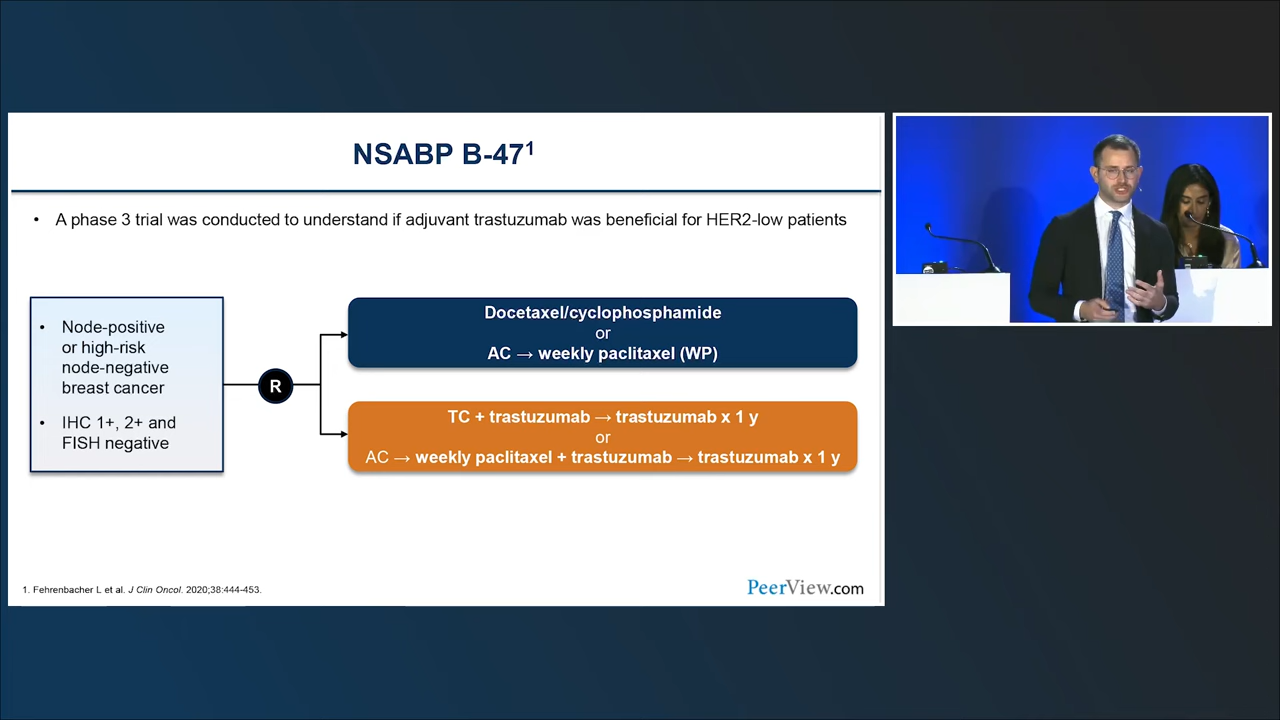 NSABP B-47¹
• A phase 3 trial was conducted to understand if adjuvant trastuzumab was beneficial for HER2-low patients
• Node-positive
or high-risk
node-negative
breast cancer
• IHC 1+, 2+ and
FISH negative
R
Docetaxel/cyclophosphamide
or
AC → weekly paclitaxel (WP)
TC + trastuzumab → trastuzumab x 1 y
or
AC → weekly paclitaxel + trastuzumab → trastuzumab x 1 y
1. Fehrenbacher L et al. J Clin Oncol. 2020;38:444-453.
PeerView.com